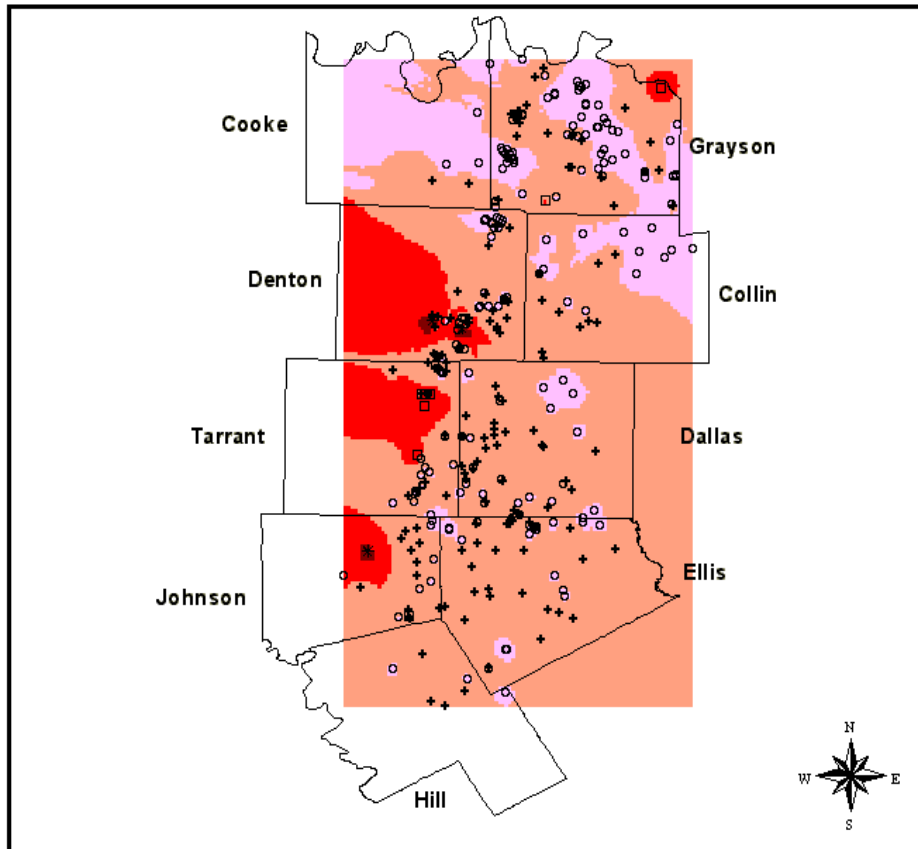 Cooke
Grayson
Denton
Collin
Tarrant
Dallas
Ellis
Johnson
Hill
N
W
E
S